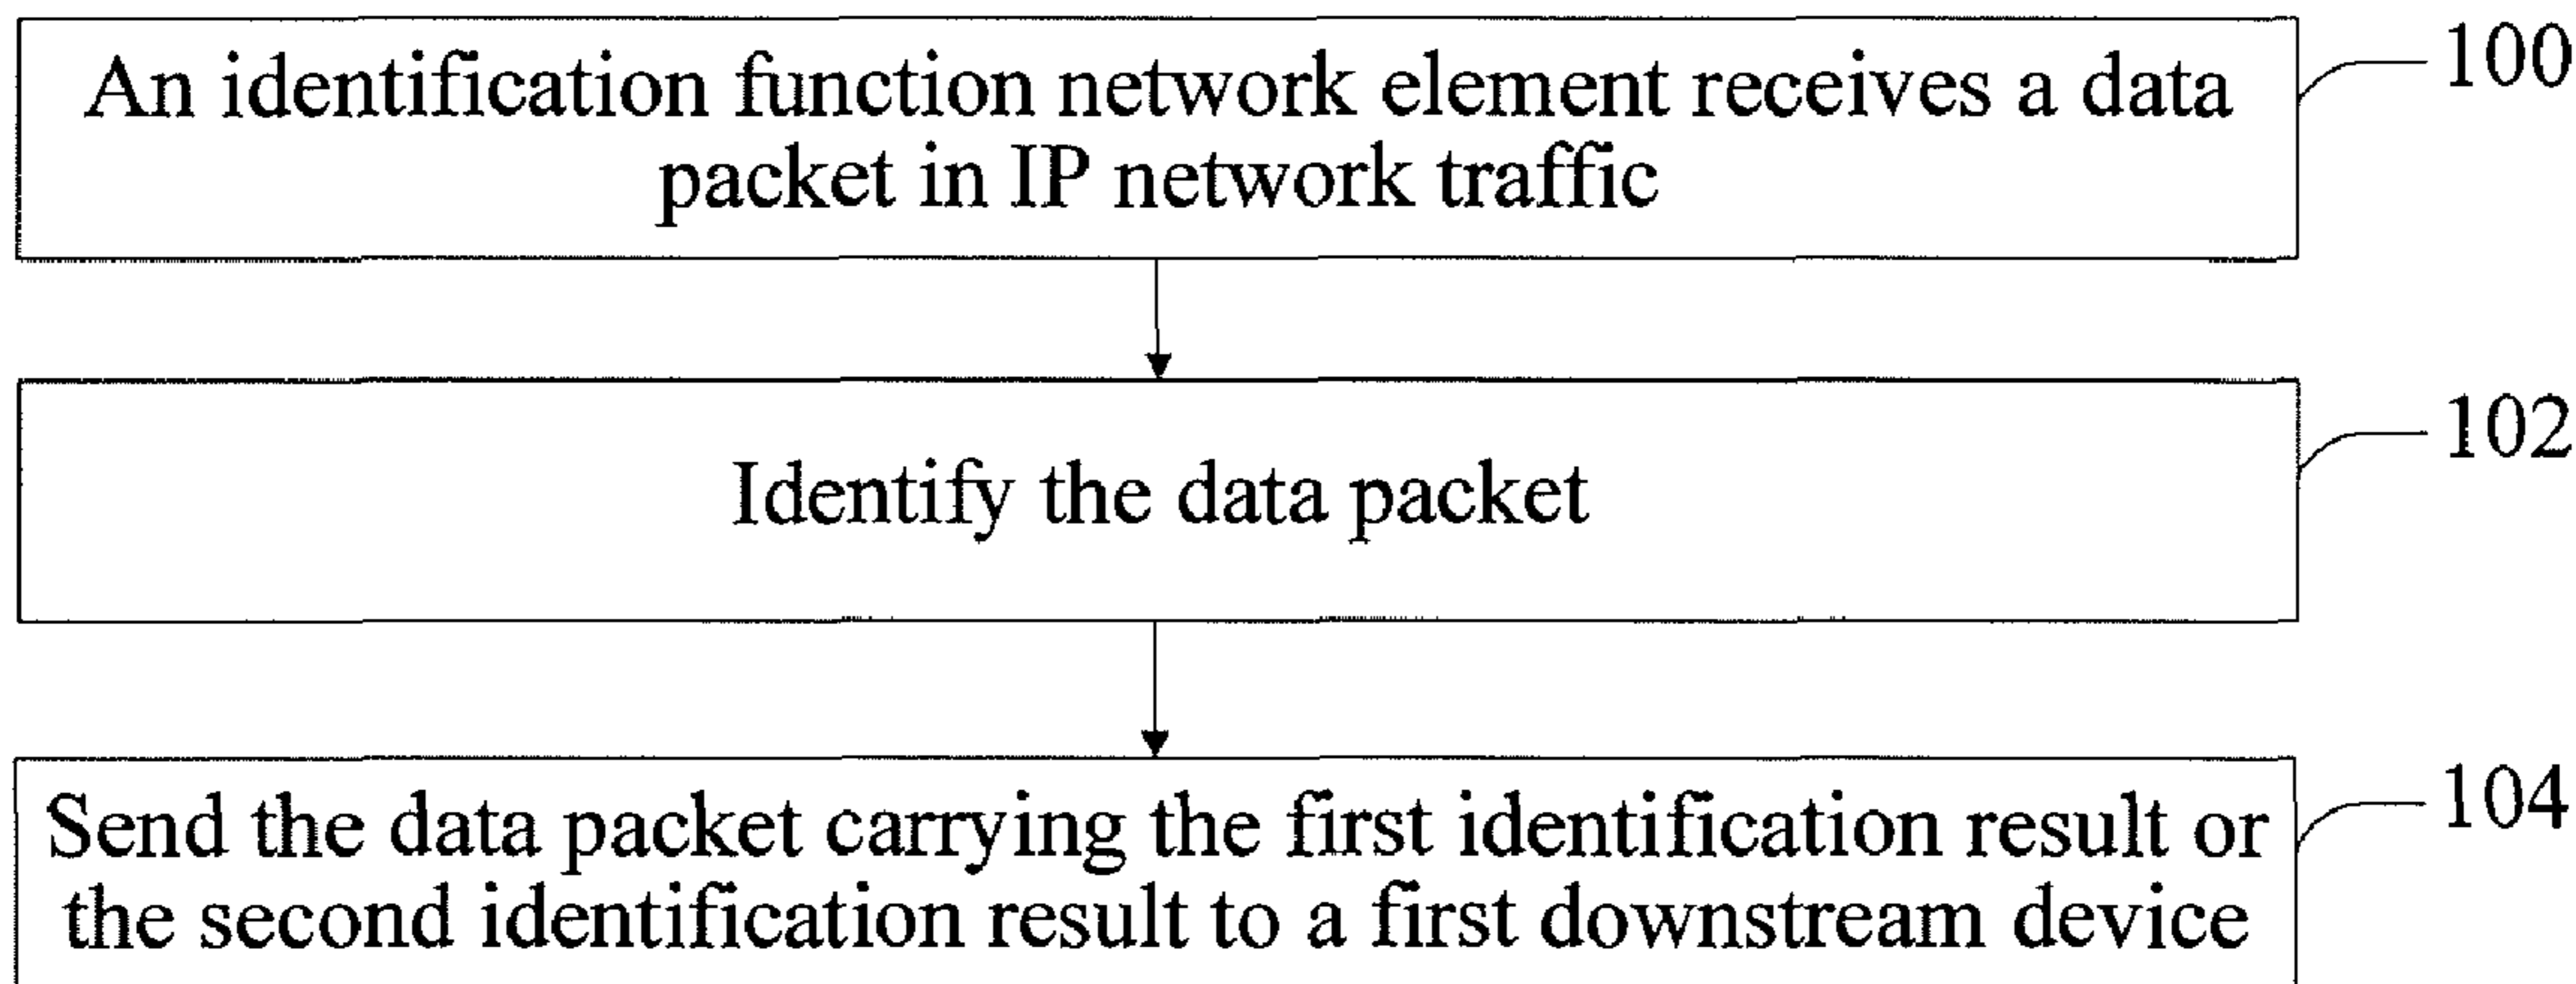 An identification function network element receives a data
packet in IP network traffic
100
Identify the data packet
102
Send the data packet carrying the first identification result or
the second identification result to a first downstream device
104